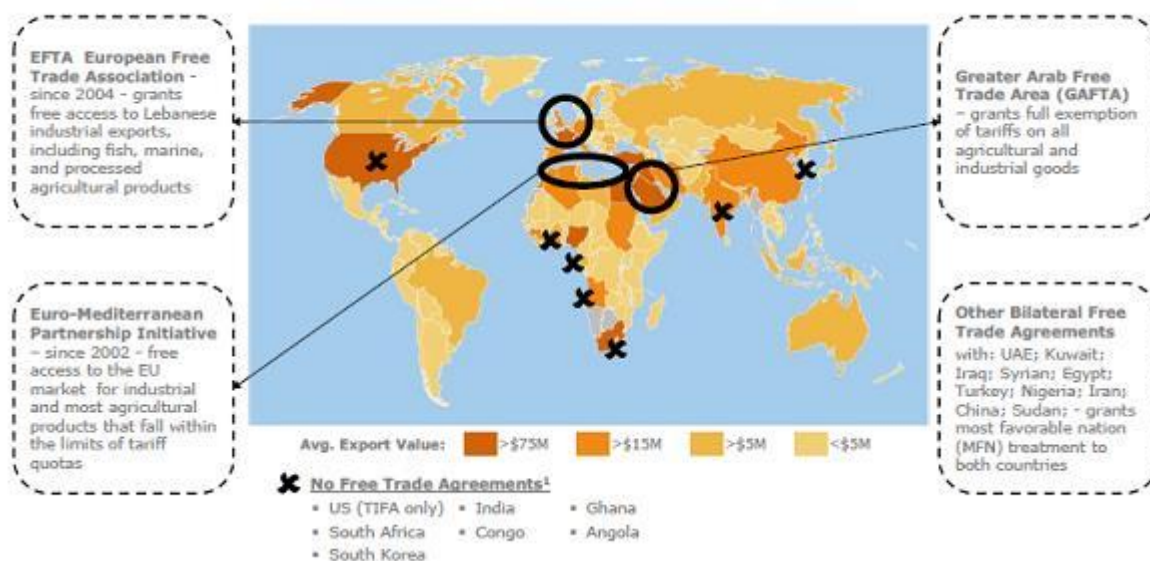 EFTA European Free
Trade Association -
since 2004 - grants
free access to Lebanese
industrial exports,
including fish, marine,
and processed
agricultural products
Euro-Mediterranean
Partnership Initiative
– since 2002 - free
access to the EU
market for industrial
and most agricultural
products that fall within
the limits of tariff
quotas
Greater Arab Free
Trade Area (GAFTA)
– grants full exemption
of tariffs on all
agricultural and
industrial goods
Other Bilateral Free
Trade Agreements
with: UAE; Kuwait;
Iraq; Syrian; Egypt;
Turkey; Nigeria; Iran;
China; Sudan; - grants
most favorable nation
(MFN) treatment to
both countries
Avg. Export Value: >$75M >$15M >$5M <$5M
No Free Trade Agreements¹
▪ US (TIFA only) ▪ India ▪ Ghana
▪ South Africa ▪ Congo ▪ Angola
▪ South Korea